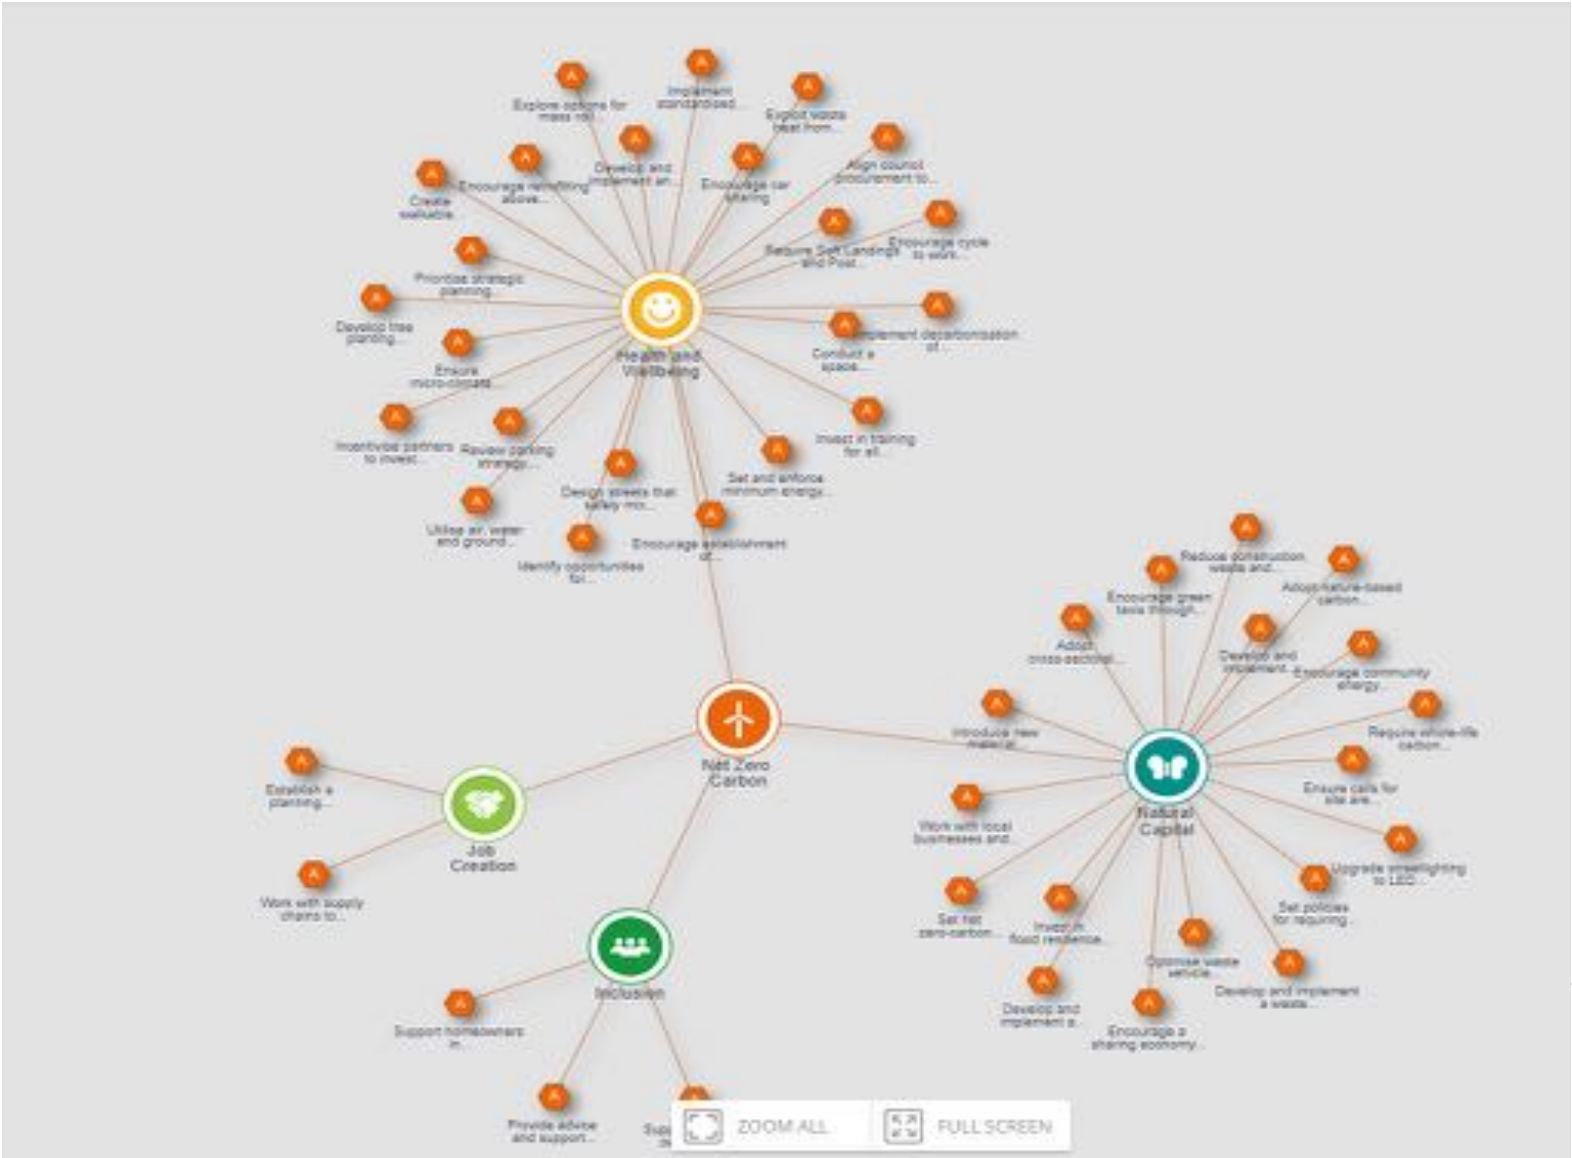 Explore options for
mass roll...
Implement
standardised...
Exploit waste
heat from...
Develop and
implement an...
Encourage car
sharing
Align council
procurement to...
Create
walkable...
Encourage retrofitting
above...
Require Soft Landings
and Post...
Encourage cycle
to work...
Prioritise strategic
planning...
Develop tree
planting...
Ensure
micro-climate...
Health and
Wellbeing
Conduct a
space...
Implement decarbonisation
of...
Incentivise partners
to invest...
Review parking
strategy...
Invest in training
for all...
Design streets that
safely mix...
Set and enforce
minimum energy...
Utilise air, water
and ground...
Identify opportunities
for...
Encourage establishment
of...
Reduce construction
waste and...
Encourage green
taxis through...
Adopt nature-based
carbon...
Adopt
cross-sectoral...
Develop and
implement...
Encourage community
energy...
Introduce new
material...
Require whole-life
carbon...
Net Zero
Carbon
Establish a
planning...
Ensure calls for
site are...
Natural
Capital
Work with local
businesses and...
Job
Creation
Upgrade streetlighting
to LED...
Work with supply
chains to...
Set net
zero-carbon...
Invest in
flood resilience...
Set policies
for requiring...
Optimise waste
vehicle...
Inclusion
Develop and implement
a waste...
Develop and
implement a...
Encourage a
sharing economy...
Support homeowners
in...
Provide advice
and support...
ZOOM ALL
FULL SCREEN